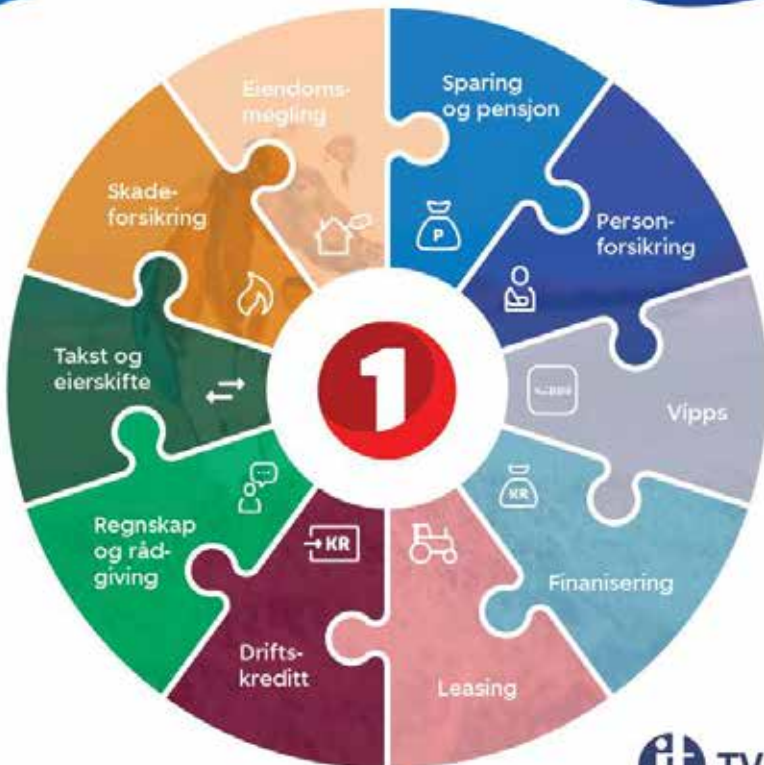 Eiendoms-
megling
Sparing
og pensjon
P
Person-
forsikring
Vipps
KR
Finanisering
Leasing
KR
Drifts-
kreditt
Regnskap
og råd-
giving
Takst og
eierskifte
Skade-
forsikring
1
TV